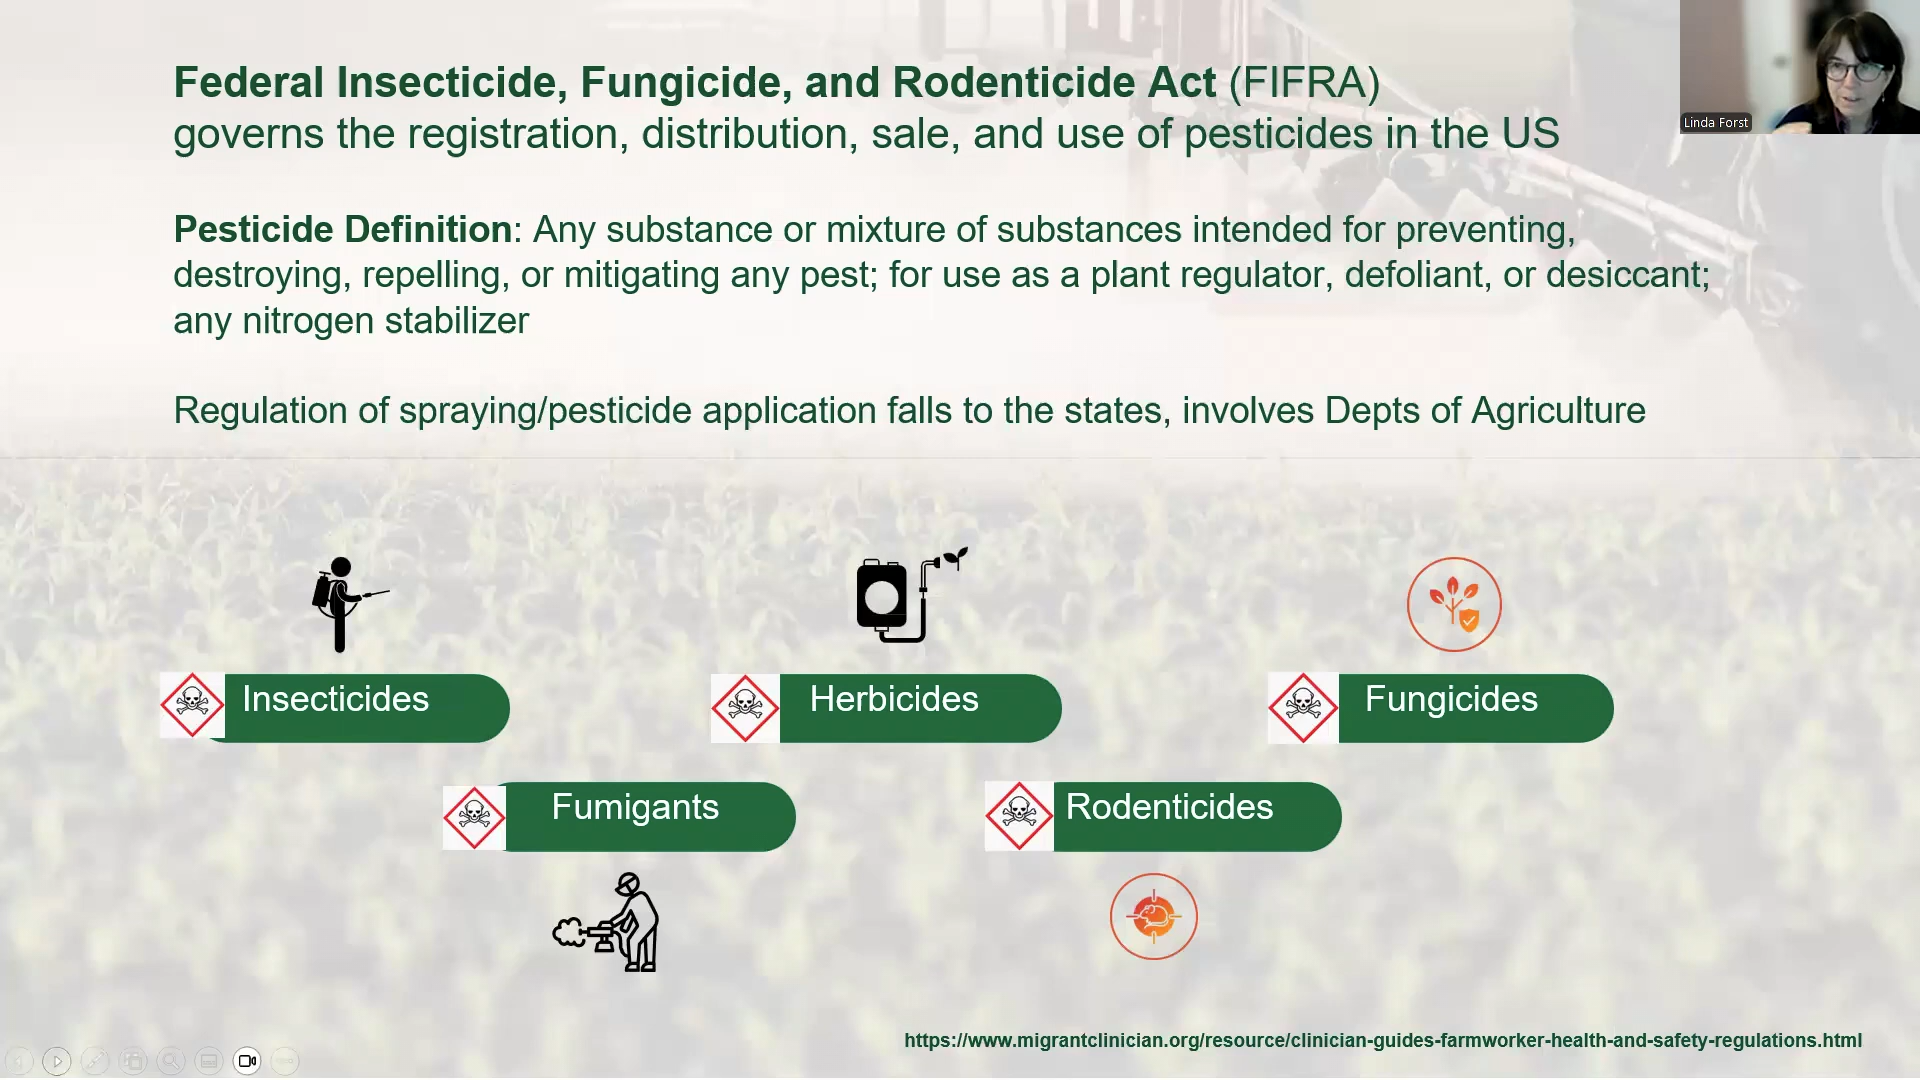 Federal Insecticide, Fungicide, and Rodenticide Act (FIFRA)
governs the registration, distribution, sale, and use of pesticides in the US
Linda Forst
Pesticide Definition: Any substance or mixture of substances intended for preventing,
destroying, repelling, or mitigating any pest; for use as a plant regulator, defoliant, or desiccant;
any nitrogen stabilizer
Regulation of spraying/pesticide application falls to the states, involves Depts of Agriculture
Insecticides
Herbicides
Fungicides
Fumigants
Rodenticides
https://www.migrantclinician.org/resource/clinician-guides-farmworker-health-and-safety-regulations.html